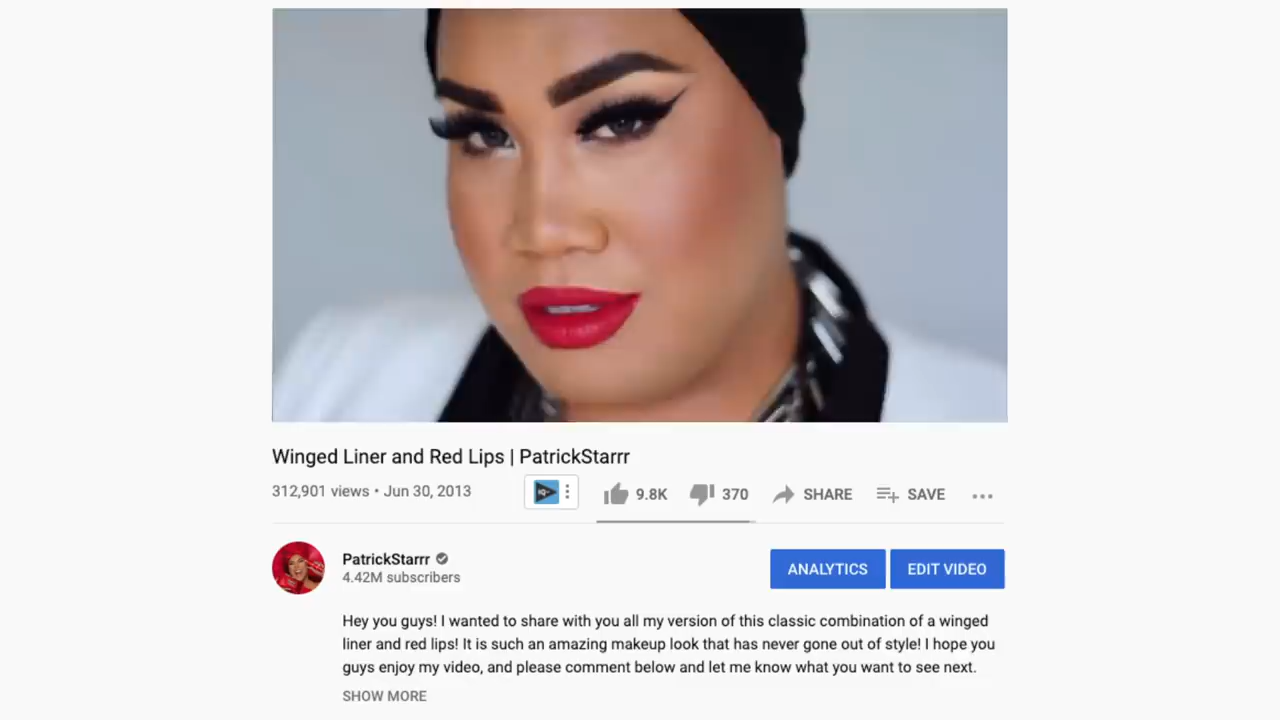 Winged Liner and Red Lips | PatrickStarrr
312,901 views • Jun 30, 2013
9.8K
370
SHARE
SAVE
PatrickStarrr
4.42M subscribers
ANALYTICS
EDIT VIDEO
Hey you guys! I wanted to share with you all my version of this classic combination of a winged
liner and red lips! It is such an amazing makeup look that has never gone out of style! I hope you
guys enjoy my video, and please comment below and let me know what you want to see next.
SHOW MORE